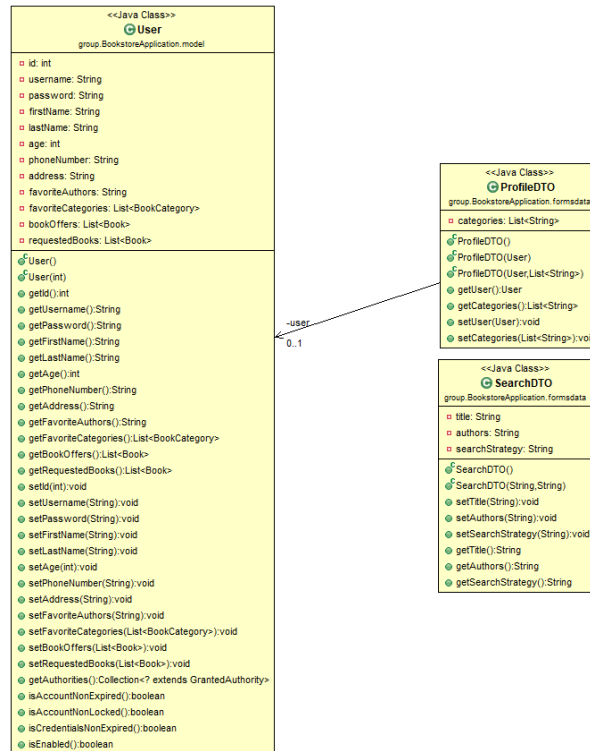 <<Java Class>>
User
group.BookstoreApplication.model
id: int
username: String
password: String
firstName: String
lastName: String
age: int
phoneNumber: String
address: String
favoriteAuthors: String
favoriteCategories: List<BookCategory>
bookOffers: List<Book>
requestedBooks: List<Book>
User()
User(int)
getId():int
getUsername():String
getPassword():String
getFirstName():String
getLastName():String
getAge():int
getPhoneNumber():String
getAddress():String
getFavoriteAuthors():String
getFavoriteCategories():List<BookCategory>
getBookOffers():List<Book>
getRequestedBooks():List<Book>
setId(int):void
setUsername(String):void
setPassword(String):void
setFirstName(String):void
setLastName(String):void
setAge(int):void
setPhoneNumber(String):void
setAddress(String):void
setFavoriteAuthors(String):void
setFavoriteCategories(List<BookCategory>):void
setBookOffers(List<Book>):void
setRequestedBooks(List<Book>):void
getAuthorities():Collection<? extends GrantedAuthority>
isAccountNonExpired():boolean
isAccountNonLocked():boolean
isCredentialsNonExpired():boolean
isEnabled():boolean
-user
0..1
<<Java Class>>
ProfileDTO
group.BookstoreApplication.formsdata
categories: List<String>
ProfileDTO()
ProfileDTO(User)
ProfileDTO(User,List<String>)
getUser():User
getCategories():List<String>
setUser(User):void
setCategories(List<String>):voi
<<Java Class>>
SearchDTO
group.BookstoreApplication.formsdata
title: String
authors: String
searchStrategy: String
SearchDTO()
SearchDTO(String,String)
setTitle(String):void
setAuthors(String):void
setSearchStrategy(String):void
getTitle():String
getAuthors():String
getSearchStrategy():String